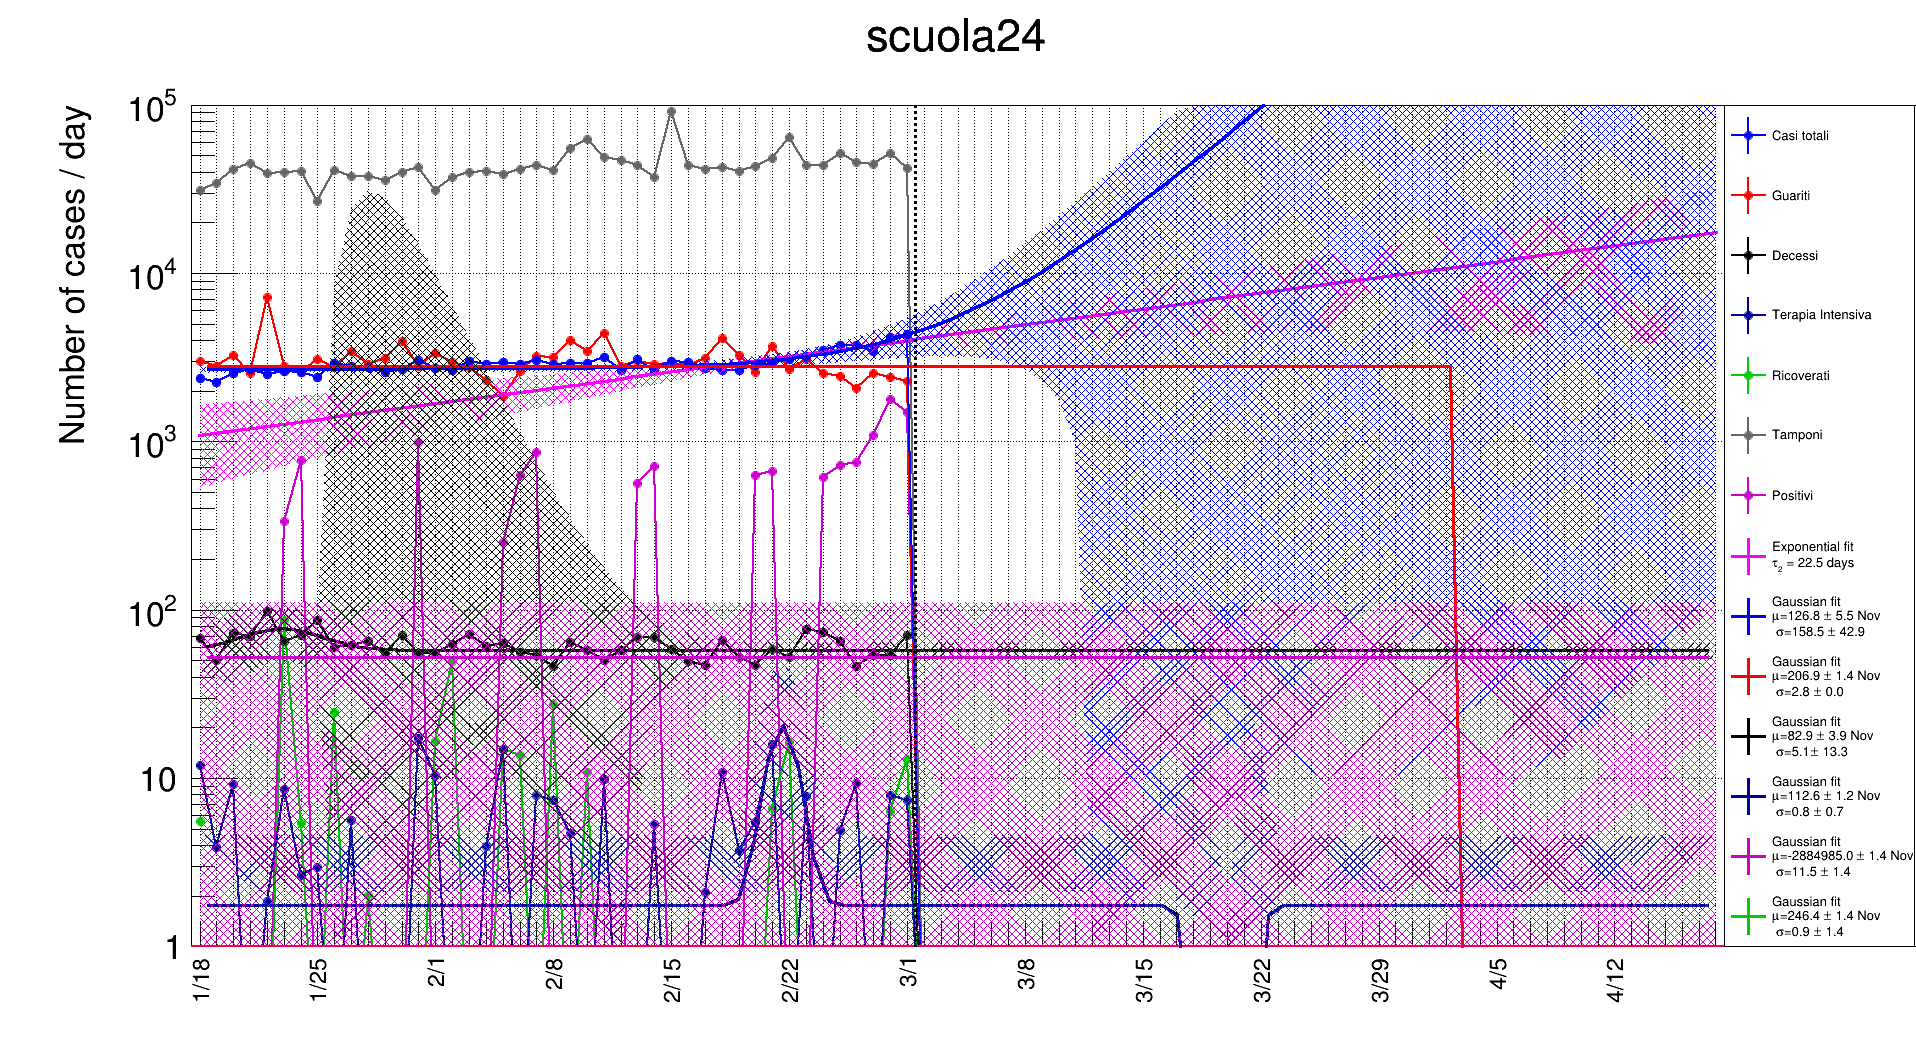 scuola24
Number of cases / day
10^5
10^4
10^3
10^2
10
1
1/18
1/25
2/1
2/8
2/15
2/22
3/1
3/8
3/15
3/22
3/29
4/5
4/12
Casi totali
Guariti
Decessi
Terapia Intensiva
Ricoverati
Tamponi
Positivi
Exponential fit
τ_2 = 22.5 days
Gaussian fit
μ=126.8 ± 5.5 Nov
σ=158.5 ± 42.9
Gaussian fit
μ=206.9 ± 1.4 Nov
σ=2.8 ± 0.0
Gaussian fit
μ=82.9 ± 3.9 Nov
σ=5.1± 13.3
Gaussian fit
μ=112.6 ± 1.2 Nov
σ=0.8 ± 0.7
Gaussian fit
μ=-2884985.0 ± 1.4 Nov
σ=11.5 ± 1.4
Gaussian fit
μ=246.4 ± 1.4 Nov
σ=0.9 ± 1.4